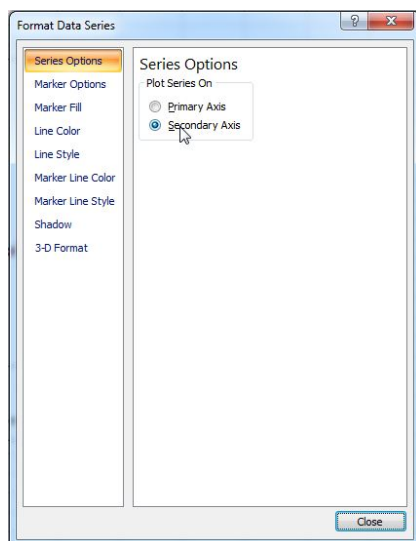 Format Data Series
?
X
Series Options
Marker Options
Marker Fill
Line Color
Line Style
Marker Line Color
Marker Line Style
Shadow
3-D Format
Series Options
Plot Series On
Primary Axis
Secondary Axis
Close